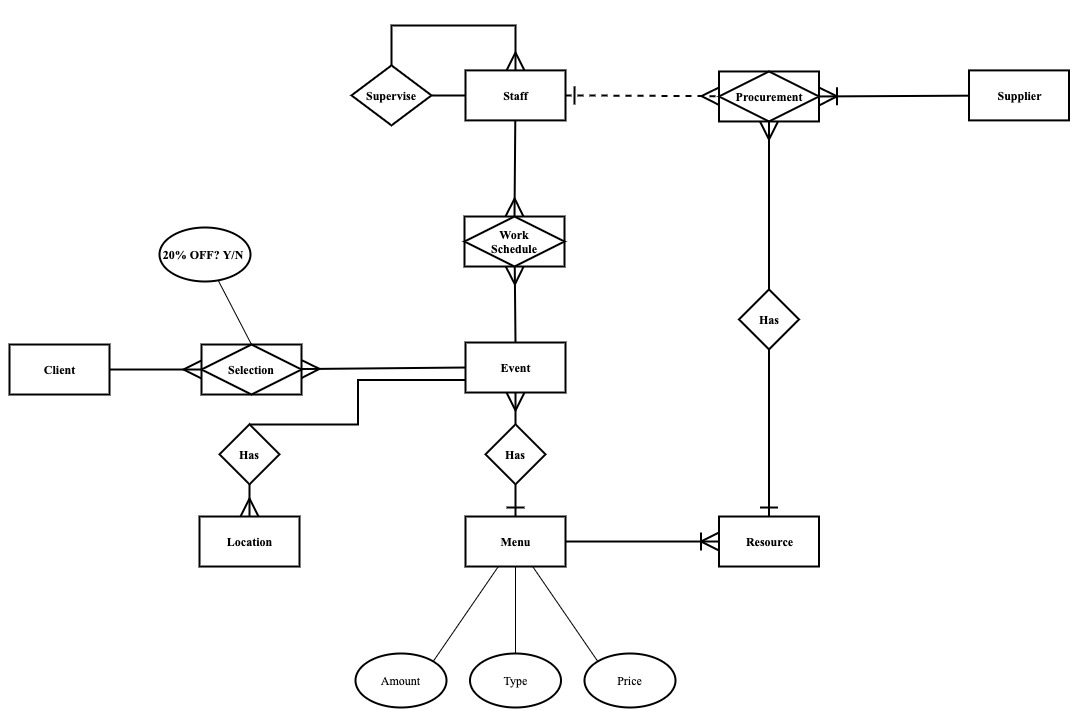 Supervise
Staff
Procurement
Supplier
Work
Schedule
20% OFF? Y/N
Has
Client
Selection
Event
Has
Has
Location
Menu
Resource
Amount
Type
Price